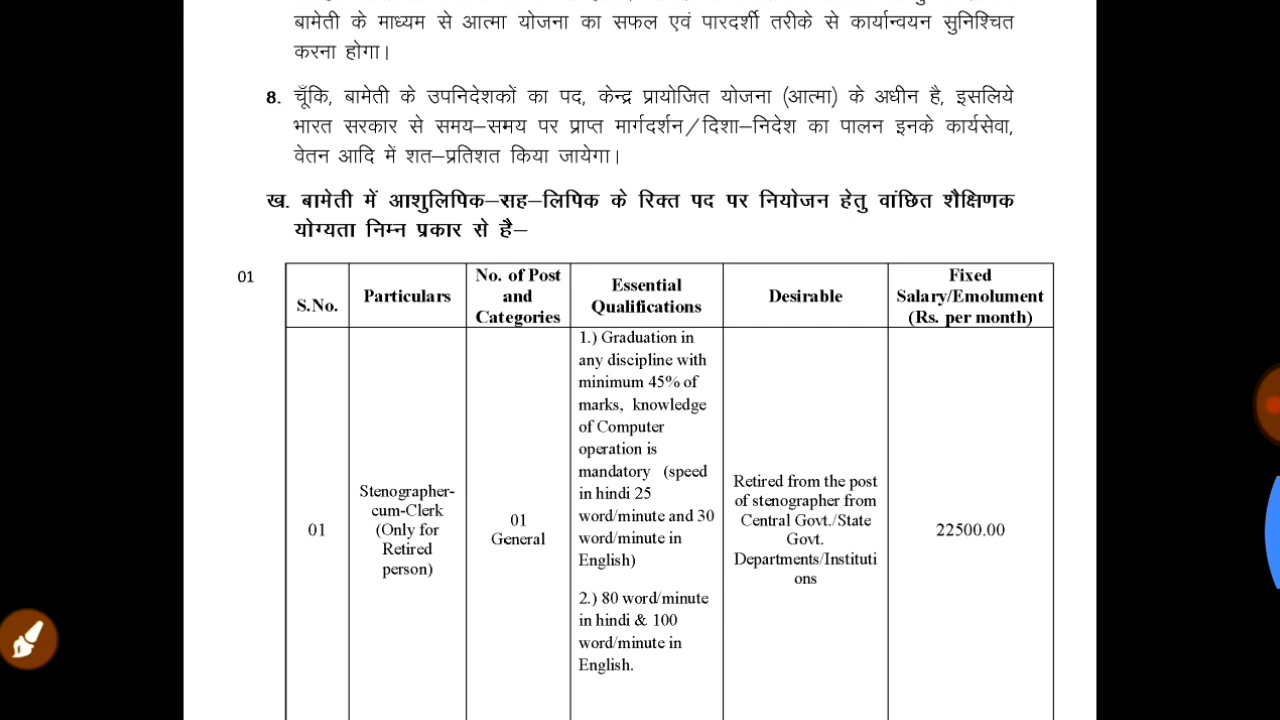 बामेती के माध्यम से आत्मा योजना का सफल एवं पारदर्शी तरीके से कार्यान्वयन सुनिश्चित
करना होगा।
8. चूँकि, बामेती के उपनिदेशकों का पद, केन्द्र प्रायोजित योजना (आत्मा) के अधीन है, इसलिये
भारत सरकार से समय–समय पर प्राप्त मार्गदर्शन/दिशा–निदेश का पालन इनके कार्यसेवा,
वेतन आदि में शत–प्रतिशत किया जायेगा।
ख. बामेती में आशुलिपिक–सह–लिपिक के रिक्त पद पर नियोजन हेतु वांछित शैक्षिणक
योग्यता निम्न प्रकार से है–
01
S.No.
Particulars
No. of Post
and
Categories
Essential
Qualifications
Desirable
Fixed
Salary/Emolument
(Rs. per month)
01
Stenographer-
cum-Clerk
(Only for
Retired
person)
01
General
1.) Graduation in
any discipline with
minimum 45% of
marks, knowledge
of Computer
operation is
mandatory (speed
in hindi 25
word/minute and 30
word/minute in
English)
2.) 80 word/minute
in hindi & 100
word/minute in
English.
Retired from the post
of stenographer from
Central Govt./State
Govt.
Departments/Instituti
ons
22500.00